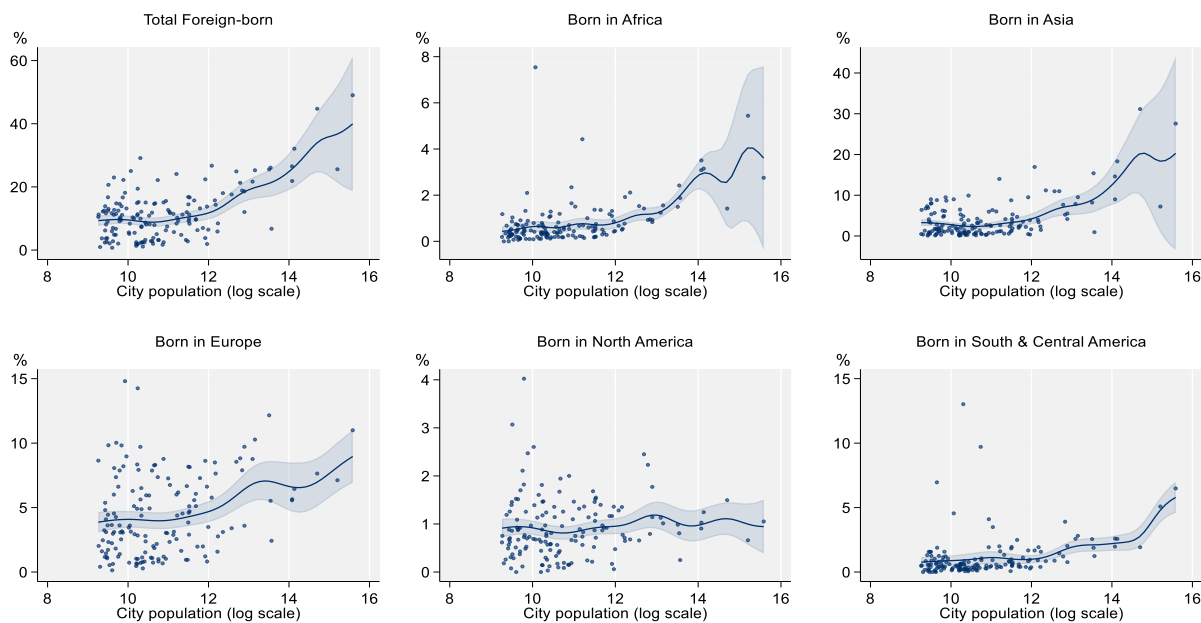 Total Foreign-born
%
60
40
20
0
8 10 12 14 16
City population (log scale)
Born in Africa
%
8
6
4
2
0
8 10 12 14 16
City population (log scale)
Born in Asia
%
40
30
20
10
0
8 10 12 14 16
City population (log scale)
Born in Europe
%
15
10
5
0
8 10 12 14 16
City population (log scale)
Born in North America
%
4
3
2
1
0
8 10 12 14 16
City population (log scale)
Born in South & Central America
%
15
10
5
0
8 10 12 14 16
City population (log scale)